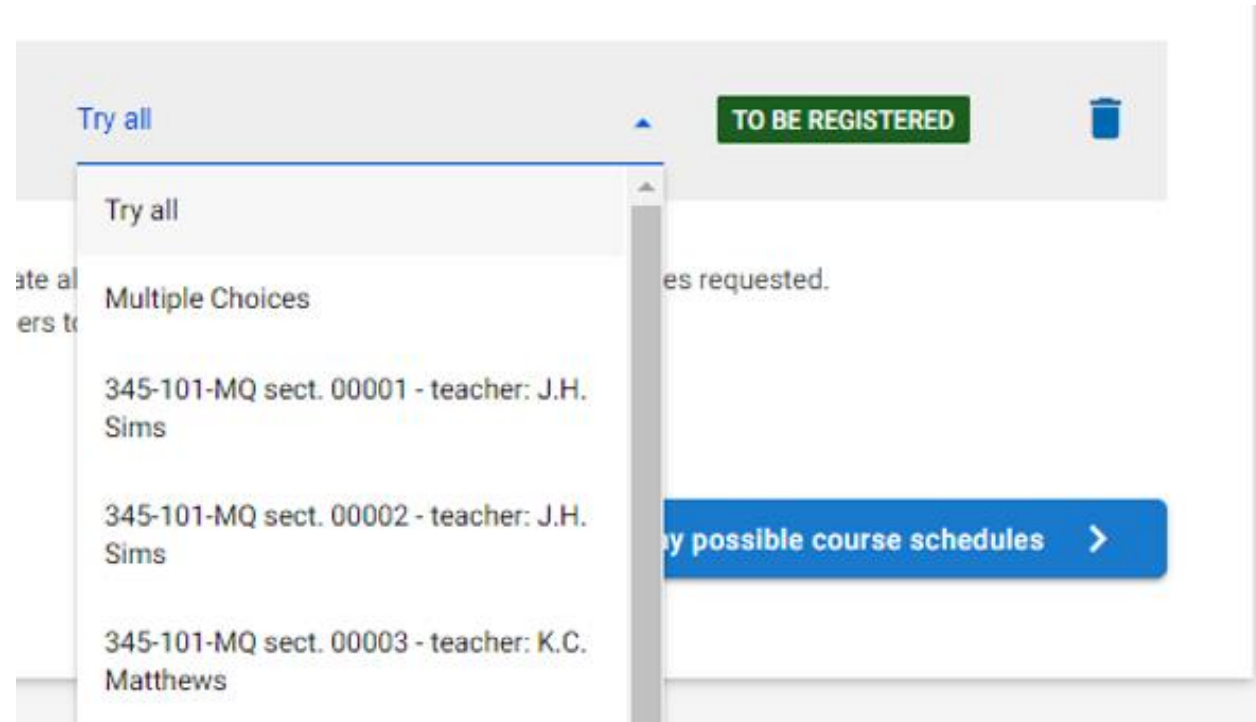 Try all
TO BE REGISTERED
Try all
es requested.
Multiple Choices
345-101-MQ sect. 00001 - teacher: J.H.
Sims
345-101-MQ sect. 00002 - teacher: J.H.
Sims
possible course schedules
345-101-MQ sect. 00003 - teacher: K.C.
Matthews